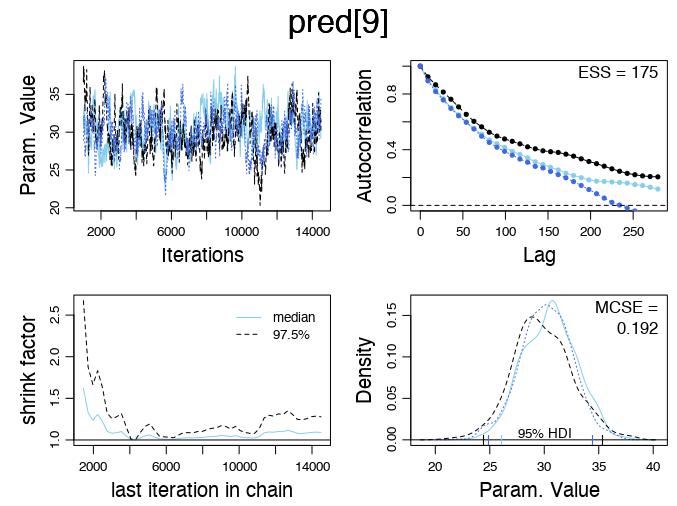 pred[9]
Param. Value
20 25 30 35
2000 6000 10000 14000
Iterations
Autocorrelation
0.0 0.4 0.8
ESS = 175
0 50 100 150 200 250
Lag
shrink factor
1.0 1.5 2.0 2.5
median
97.5%
2000 6000 10000 14000
last iteration in chain
Density
0.00 0.05 0.10 0.15
MCSE =
0.192
95% HDI
20 25 30 35 40
Param. Value